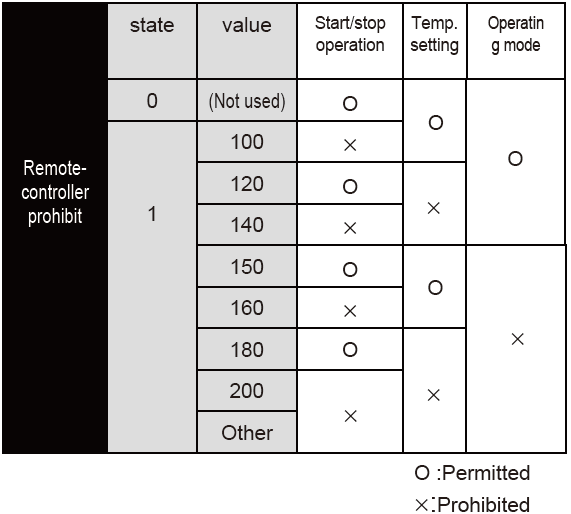 state value Start/stop operation Temp. setting Operatin g mode
Remote-controller prohibit
0 (Not used) O O O
1 100 ×
120 O ×
140 ×
150 O O ×
160 ×
180 O ×
200 ×
Other
O :Permitted
×:Prohibited